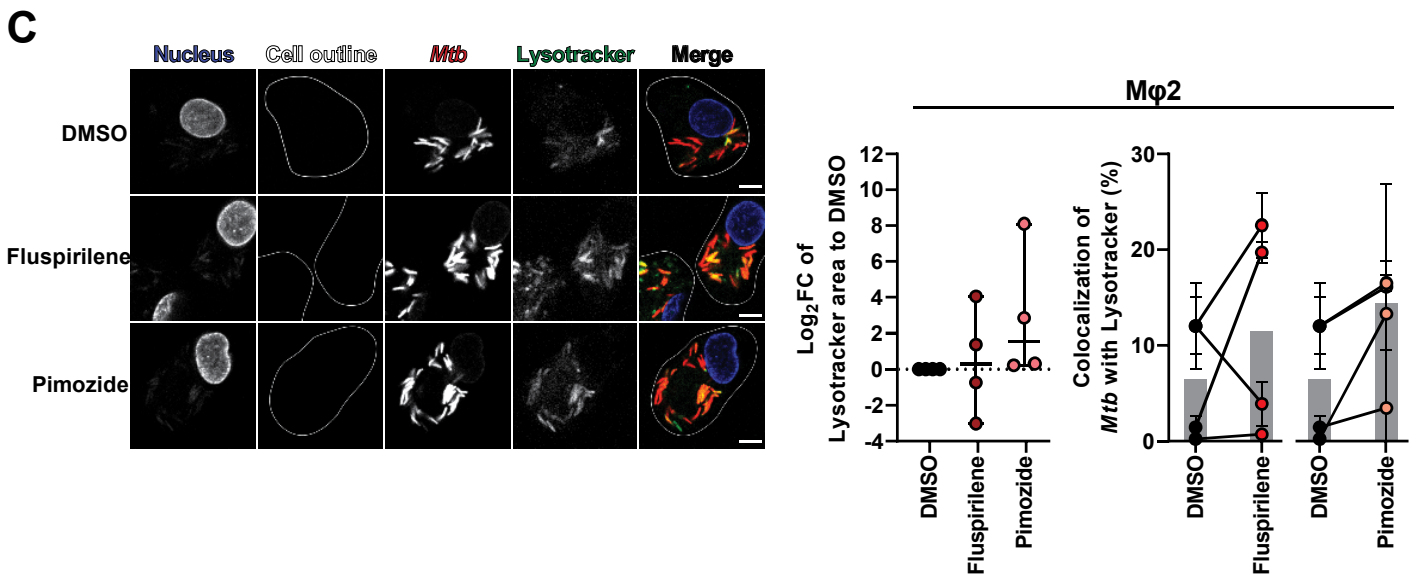 C
Nucleus Cell outline Mtb Lysotracker Merge
DMSO
Fluspirilene
Pimozide
Mφ2
Log2FC of
Lysotracker area to DMSO
12
10
8
6
4
2
0
-2
-4
DMSO
Fluspirilene
Pimozide
Colocalization of
Mtb with Lysotracker (%)
30
20
10
0
DMSO
Fluspirilene
DMSO
Pimozide